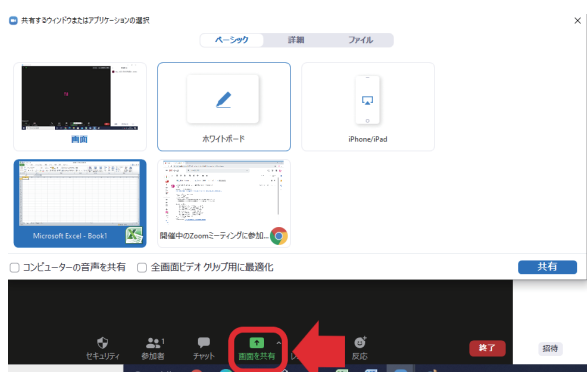 共有するウィンドウまたはアプリケーションの選択
ベーシック 詳細 ファイル
画面
ホワイトボード
iPhone/iPad
Microsoft Excel - Book1
開催中のZoomミーティングに参加...
コンピューターの音声を共有
全画面ビデオ クリップ用に最適化
共有
セキュリティ
1
参加者
チャット
画面を共有
反応
終了
招待